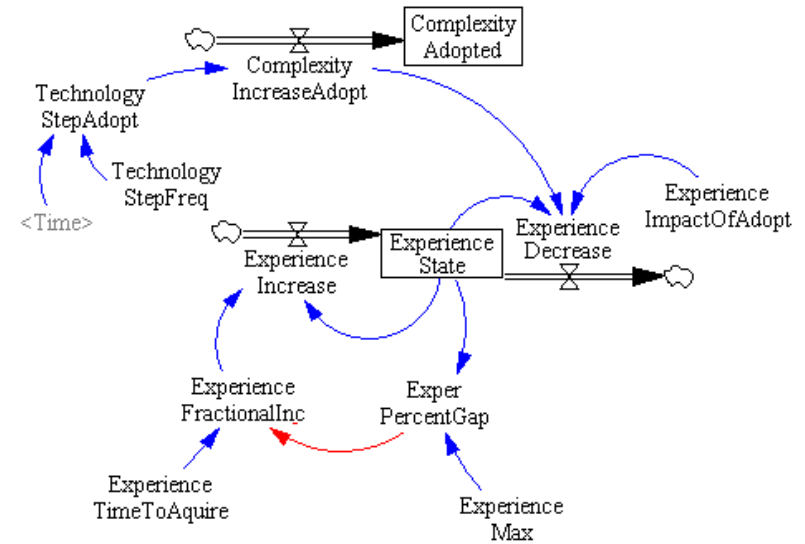 Complexity
Adopted
Complexity
IncreaseAdopt
Technology
StepAdopt
Technology
StepFreq
<Time>
Experience
ImpactOfAdopt
Experience
Decrease
Experience
State
Experience
Increase
Experience
FractionalInc
Exper
PercentGap
Experience
TimeToAquire
Experience
Max